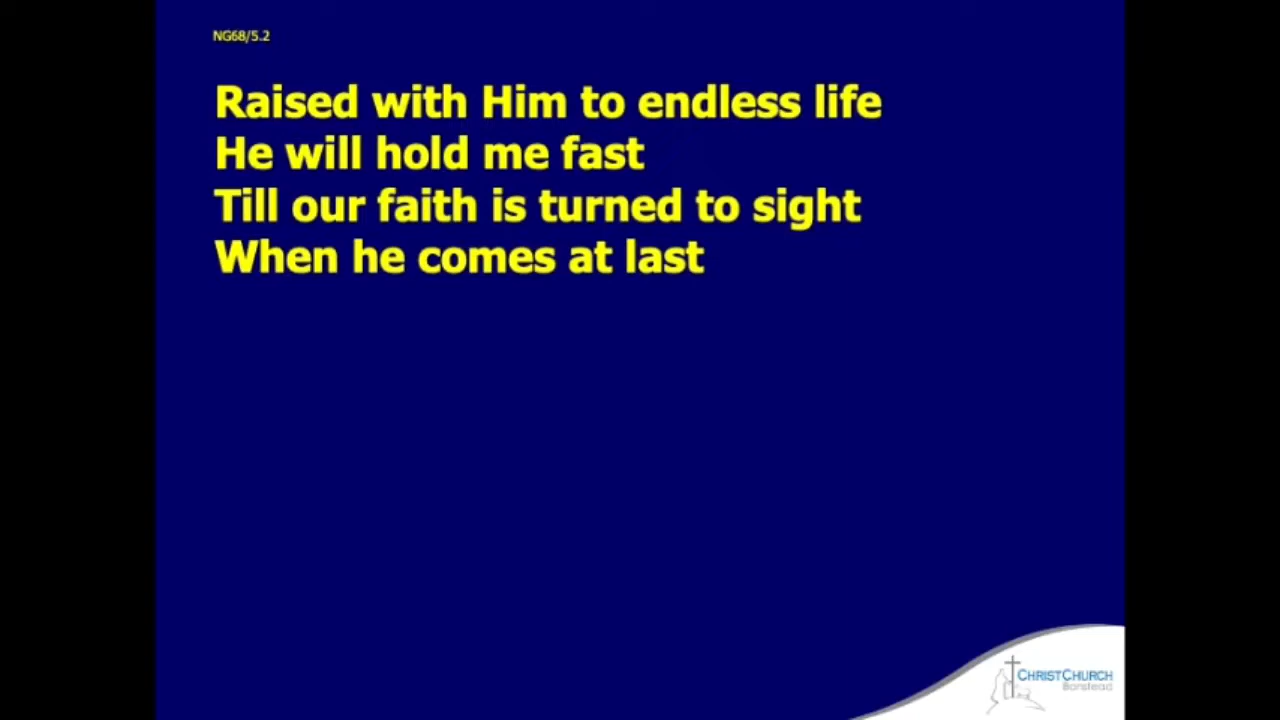 NG68/5.2
Raised with Him to endless life
He will hold me fast
Till our faith is turned to sight
When he comes at last
CHRISTCHURCH
Banstead